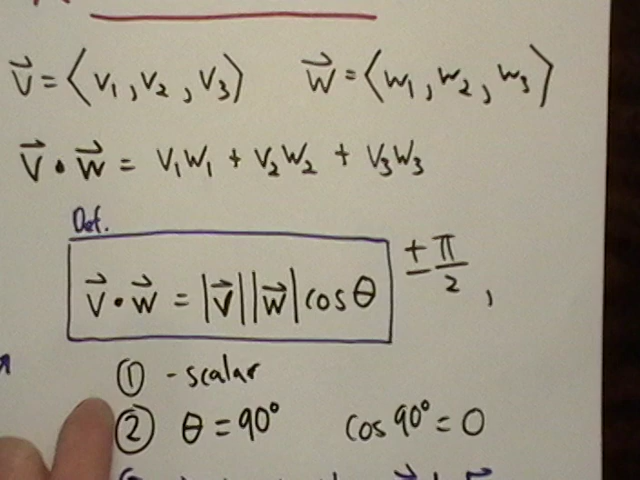 v⃗ = ⟨v₁, v₂, v₃⟩ w⃗ = ⟨w₁, w₂, w₃⟩
v⃗ • w⃗ = v₁w₁ + v₂w₂ + v₃w₃
Def.
v⃗ • w⃗ = |v⃗||w⃗| cos θ ± π/2 ,
① - scalar
② θ = 90° cos 90° = 0